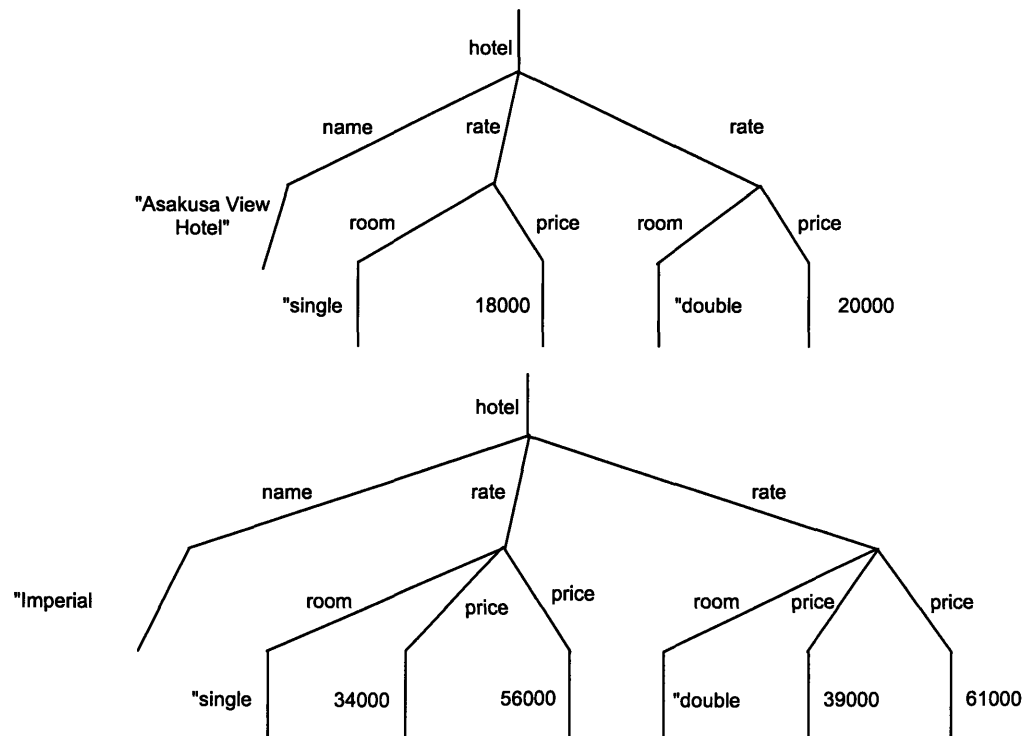 hotel
name rate rate
"Asakusa View
Hotel"
room price room price
"single 18000 "double 20000
hotel
name rate rate
"Imperial
room price price room price price
"single 34000 56000 "double 39000 61000